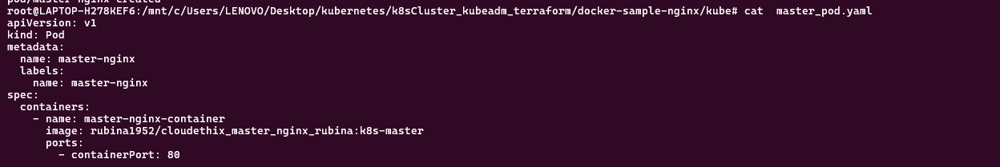 pod/master-nginx created
root@LAPTOP-H278KEF6:/mnt/c/Users/LENOVO/Desktop/kubernetes/k8sCluster_kubeadm_terraform/docker-sample-nginx/kube# cat  master_pod.yaml
apiVersion: v1
kind: Pod
metadata:
  name: master-nginx
  labels:
    name: master-nginx
spec:
  containers:
    - name: master-nginx-container
      image: rubina1952/cloudethix_master_nginx_rubina:k8s-master
      ports:
        - containerPort: 80